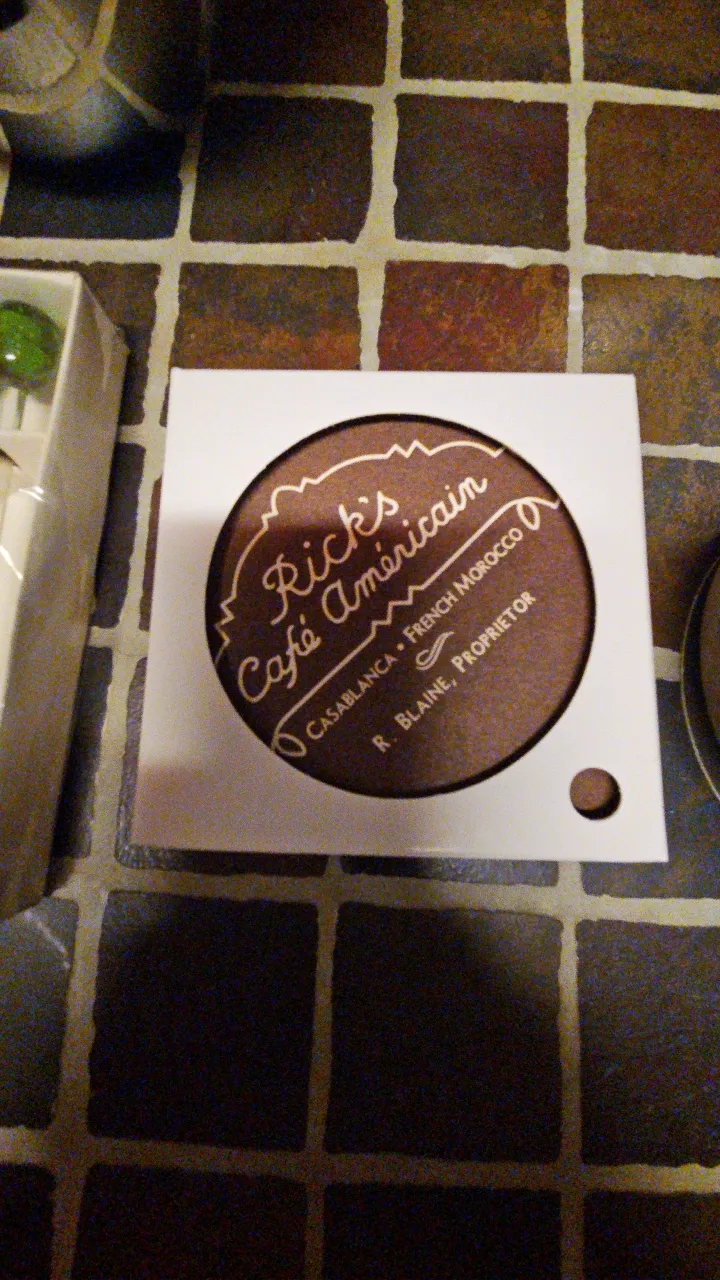 Rick's
Café Américain
Casablanca • French Morocco
R. Blaine, Proprietor